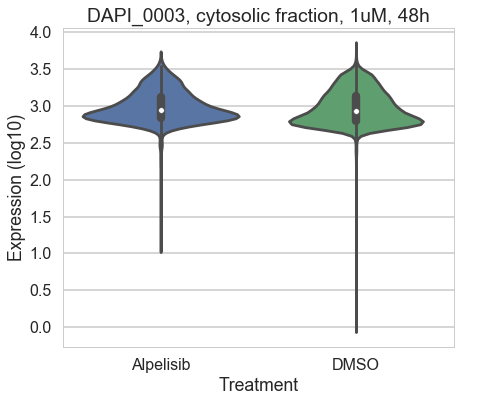 DAPI_0003, cytosolic fraction, 1uM, 48h
4.0
3.5
3.0
2.5
2.0
1.5
1.0
0.5
0.0
Expression (log10)
Alpelisib
DMSO
Treatment